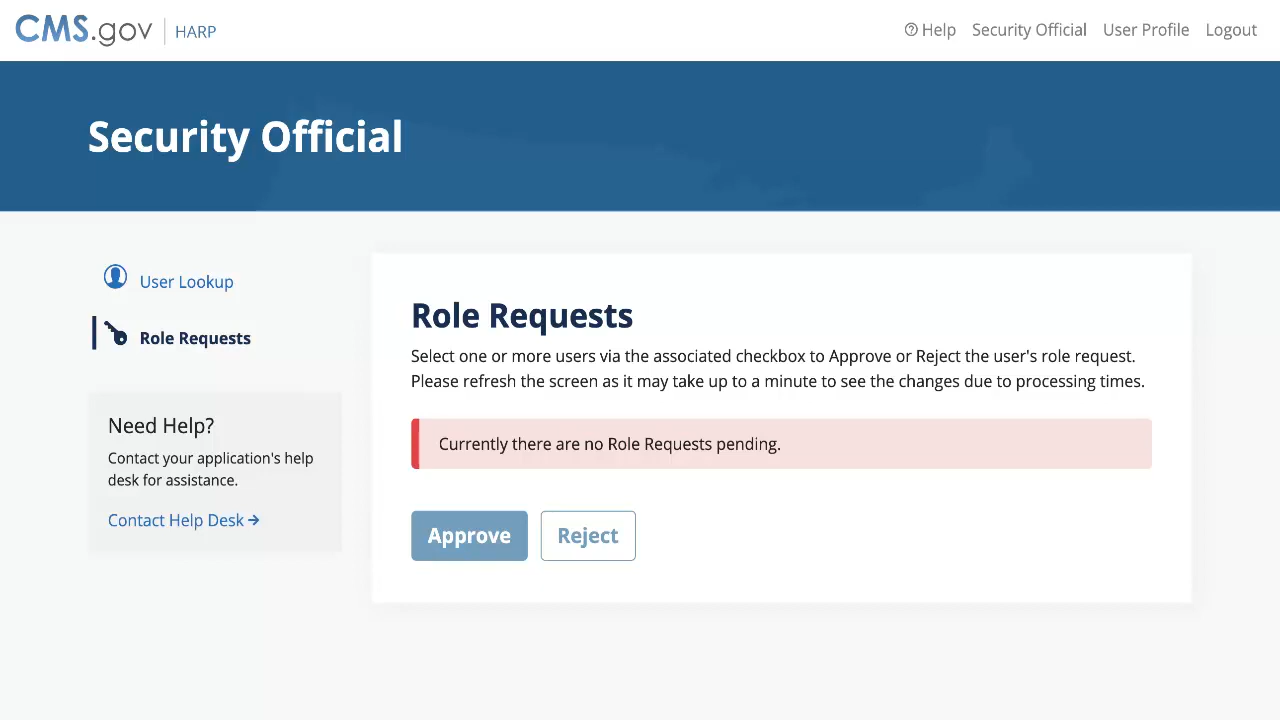 CMS.gov HARP
Help Security Official User Profile Logout
Security Official
User Lookup
Role Requests
Need Help?
Contact your application's help
desk for assistance.
Contact Help Desk
Role Requests
Select one or more users via the associated checkbox to Approve or Reject the user's role request.
Please refresh the screen as it may take up to a minute to see the changes due to processing times.
Currently there are no Role Requests pending.
Approve Reject